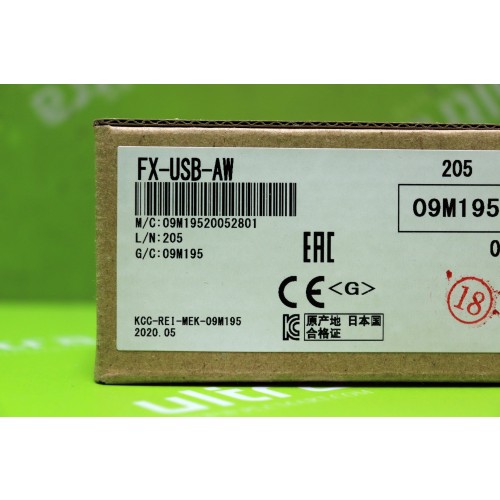 FX-USB-AW
205
M/C:09M19520052801
09M195
L/N:205
G/C:09M195
EAC
0
CE <G>
18
KCC-REI-MEK-09M195
2020.05
原产地 日本国
合格证
ultra